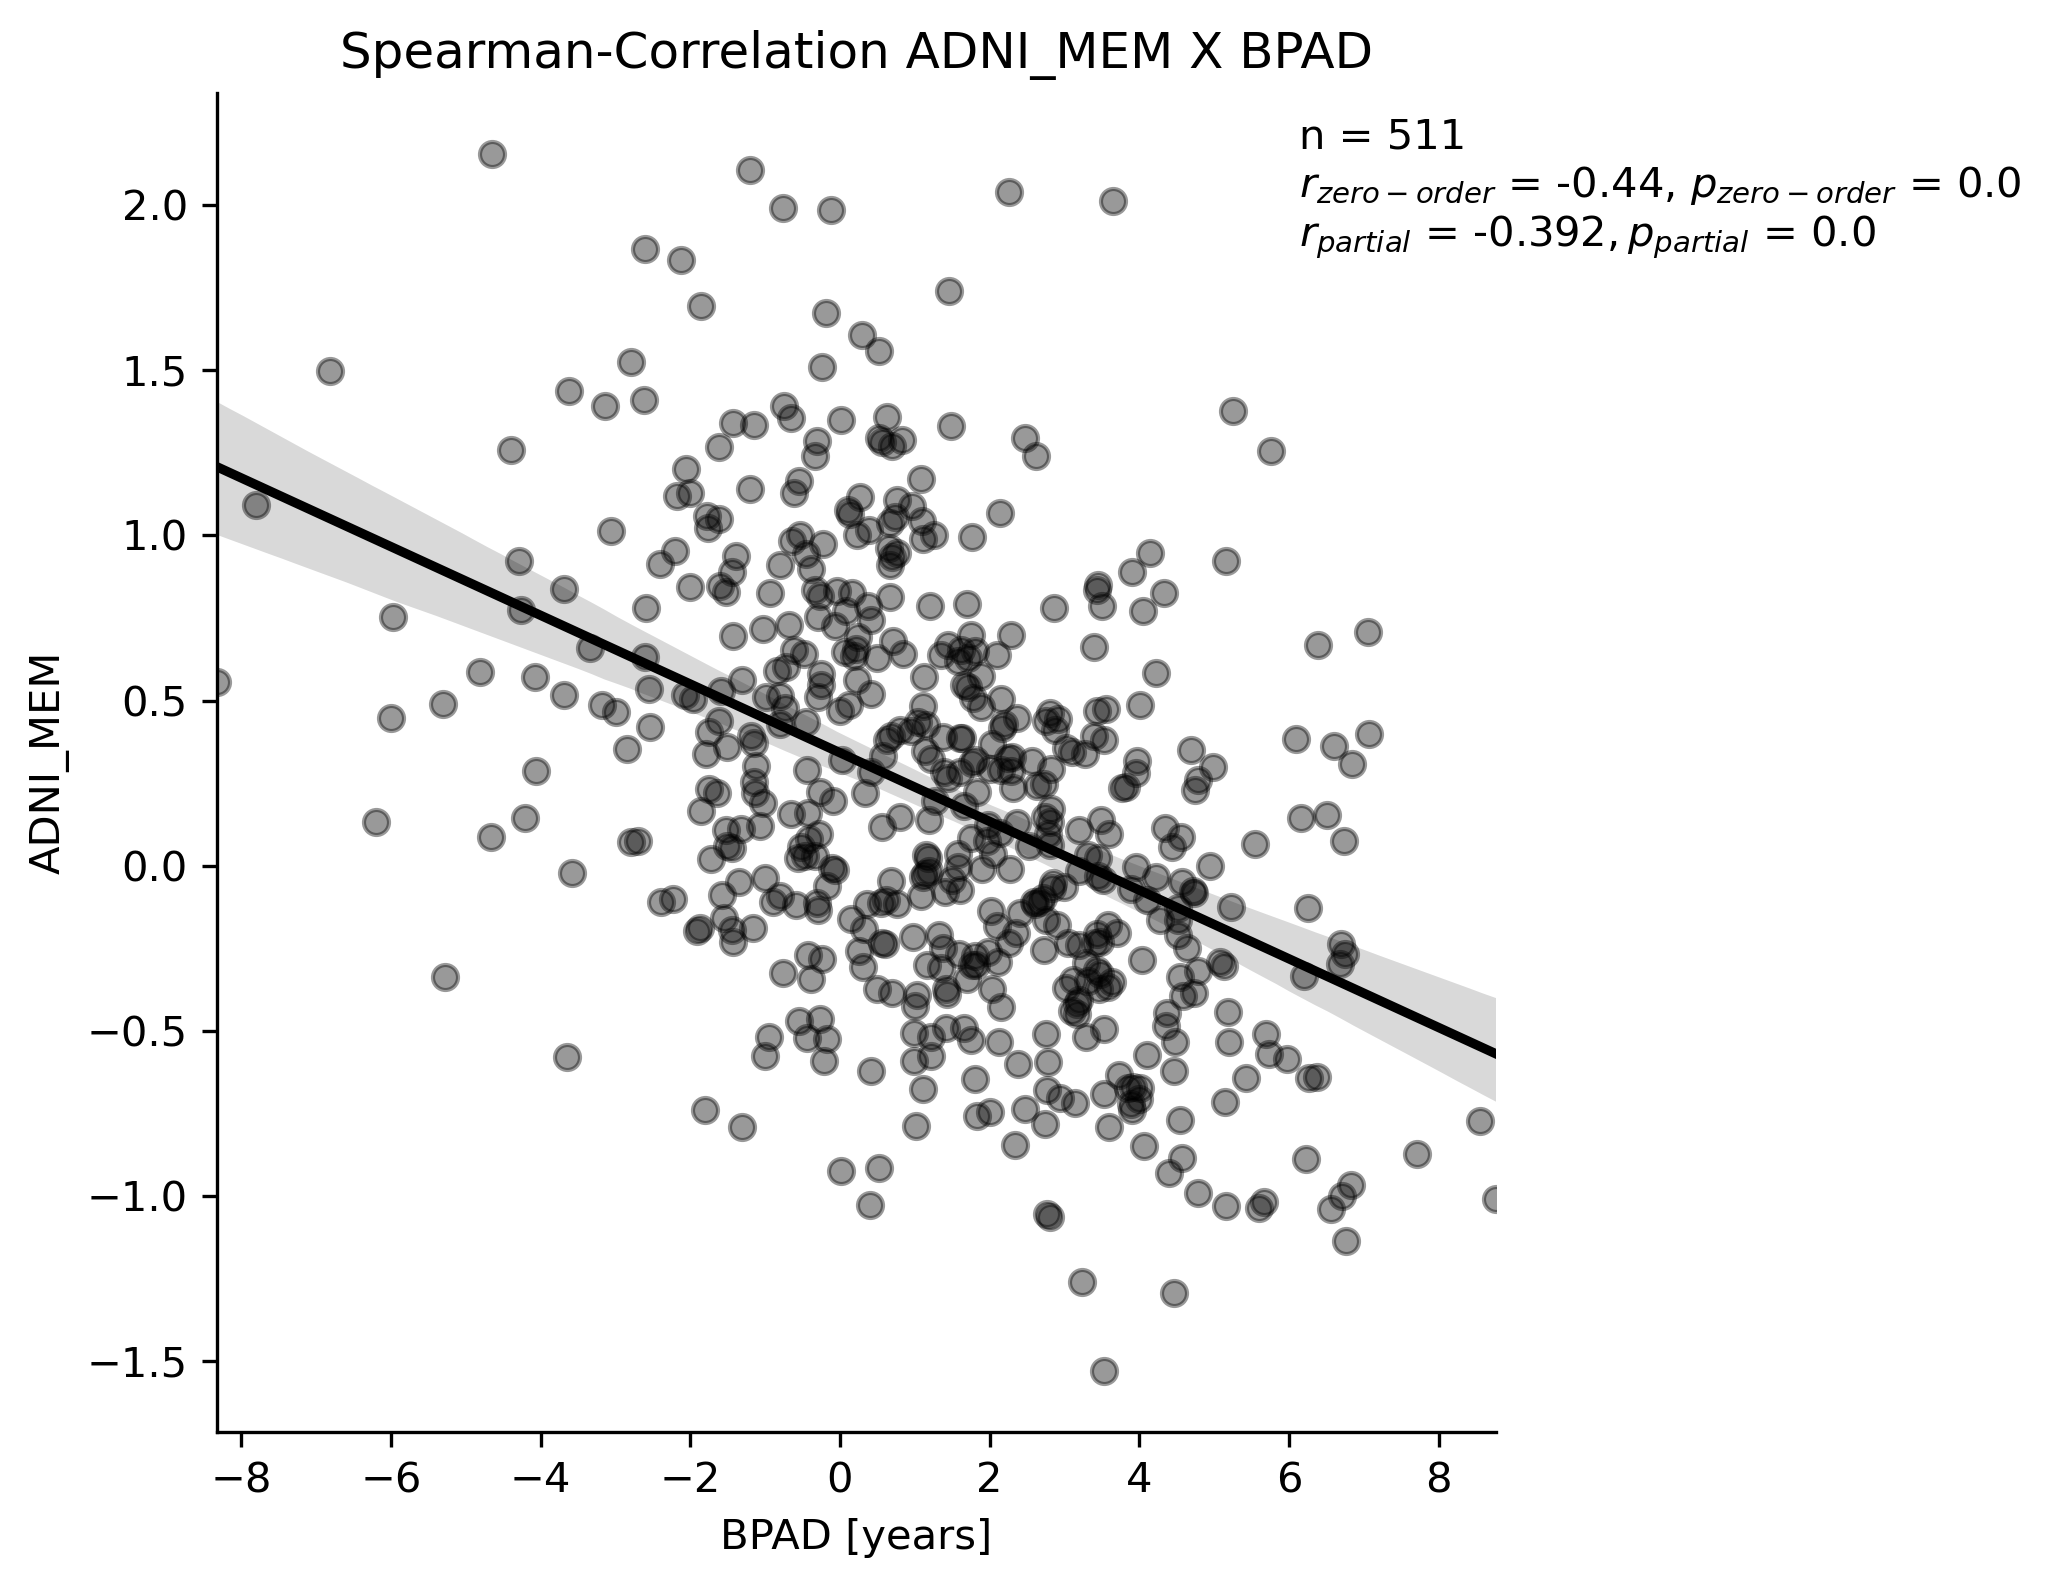 Spearman-Correlation ADNI_MEM X BPAD
n = 511
r_zero−order = -0.44, p_zero−order = 0.0
r_partial = -0.392, p_partial = 0.0
ADNI_MEM
2.0
1.5
1.0
0.5
0.0
−0.5
−1.0
−1.5
−8 −6 −4 −2 0 2 4 6 8
BPAD [years]